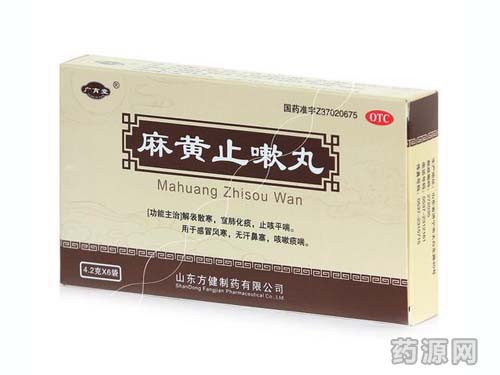 广育堂®
国药准字Z37020675
OTC
麻黄止嗽丸
Mahuang Zhisou Wan
[功能主治]解表散寒，宣肺化痰，止咳平喘。
用于感冒风寒，无汗鼻塞，咳嗽痰喘。
4.2克X6袋
山东方健制药有限公司
ShanDong Fangjian Pharmaceutical Co.,Ltd
药源网